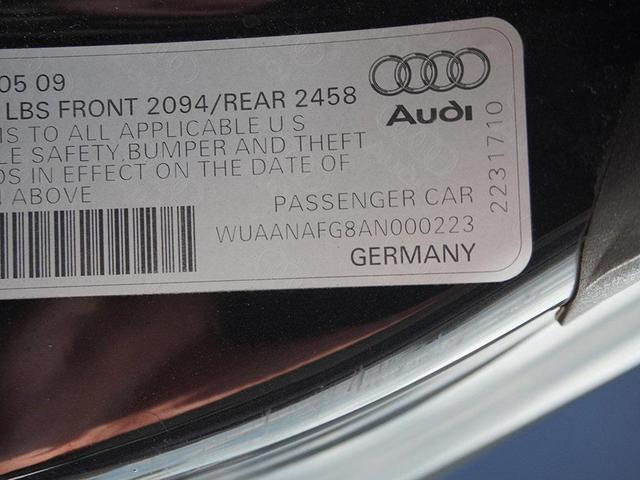 05 09
LBS FRONT 2094/REAR 2458
Audi
MS TO ALL APPLICABLE U S
LE SAFETY,BUMPER AND THEFT
DS IN EFFECT ON THE DATE OF
N ABOVE
PASSENGER CAR
2231710
WUAANAFG8AN000223
GERMANY